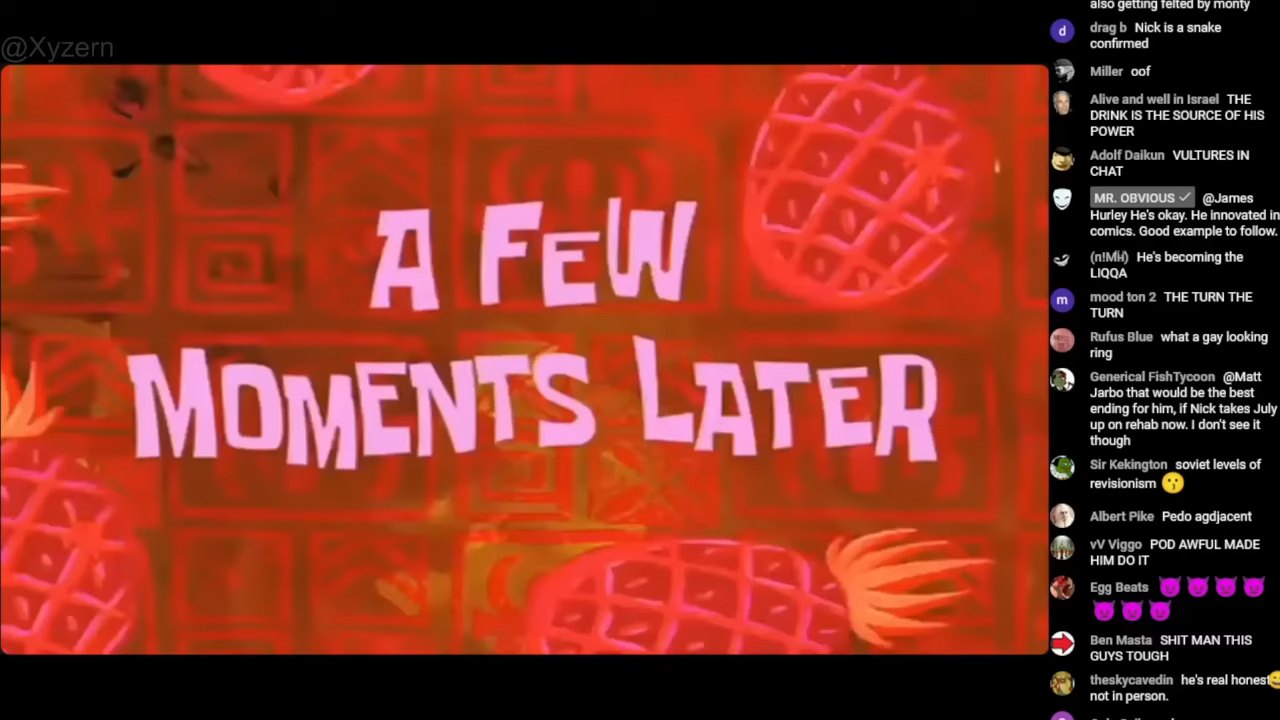 also getting felted by monty
@Xyzern
drag b Nick is a snake
confirmed
Miller oof
Alive and well in Israel THE
DRINK IS THE SOURCE OF HIS
POWER
Adolf Daikun VULTURES IN
CHAT
MR. OBVIOUS @James
Hurley He's okay. He innovated in
comics. Good example to follow.
(n!MH) He's becoming the
LIQQA
mood ton 2 THE TURN THE
TURN
Rufus Blue what a gay looking
ring
Generical FishTycoon @Matt
Jarbo that would be the best
ending for him, if Nick takes July
up on rehab now. I don't see it
though
Sir Kekington soviet levels of
revisionism
Albert Pike Pedo agdjacent
vV Viggo POD AWFUL MADE
HIM DO IT
Egg Beats
Ben Masta SHIT MAN THIS
GUYS TOUGH
theskycavedin he's real honest
not in person.
A FEW
MOMENTS LATER